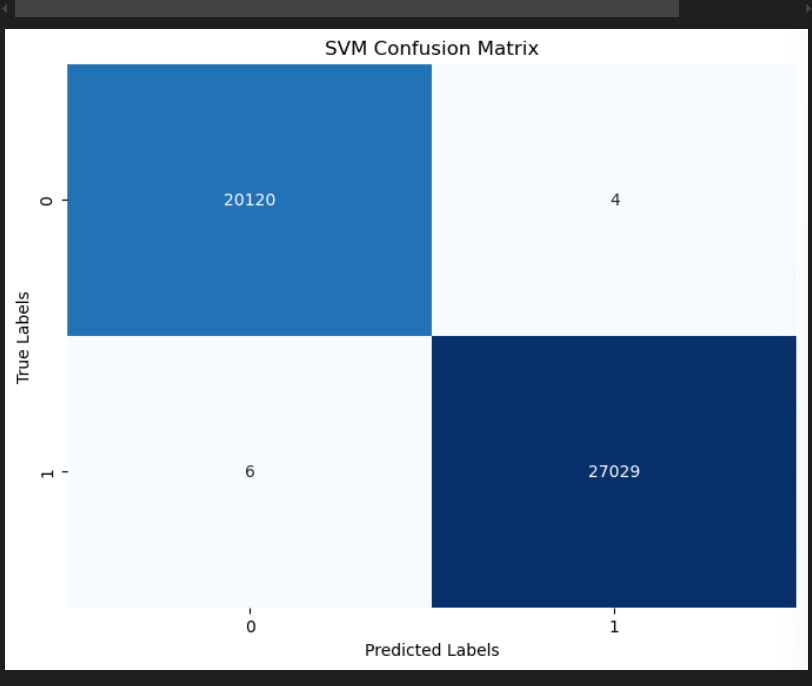 SVM Confusion Matrix
True Labels
0
20120
4
1
6
27029
0
1
Predicted Labels